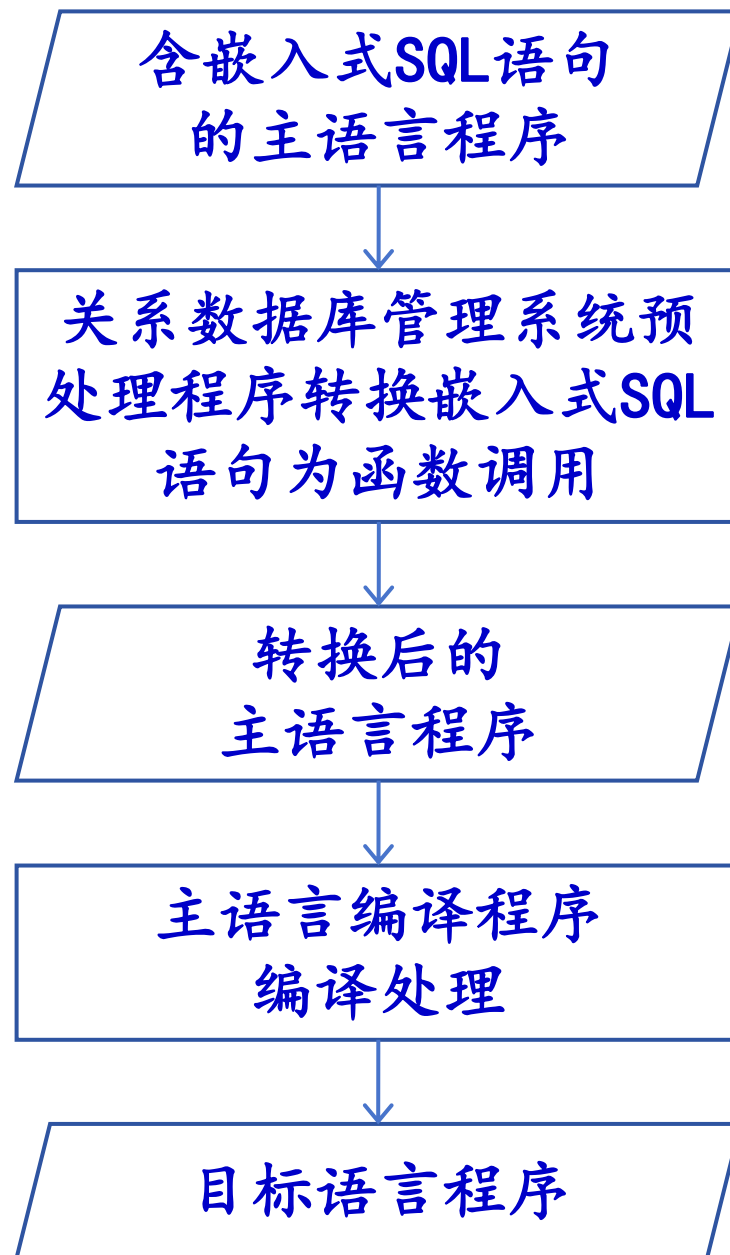 含嵌入式SQL语句
的主语言程序
关系数据库管理系统预
处理程序转换嵌入式SQL
语句为函数调用
转换后的
主语言程序
主语言编译程序
编译处理
目标语言程序